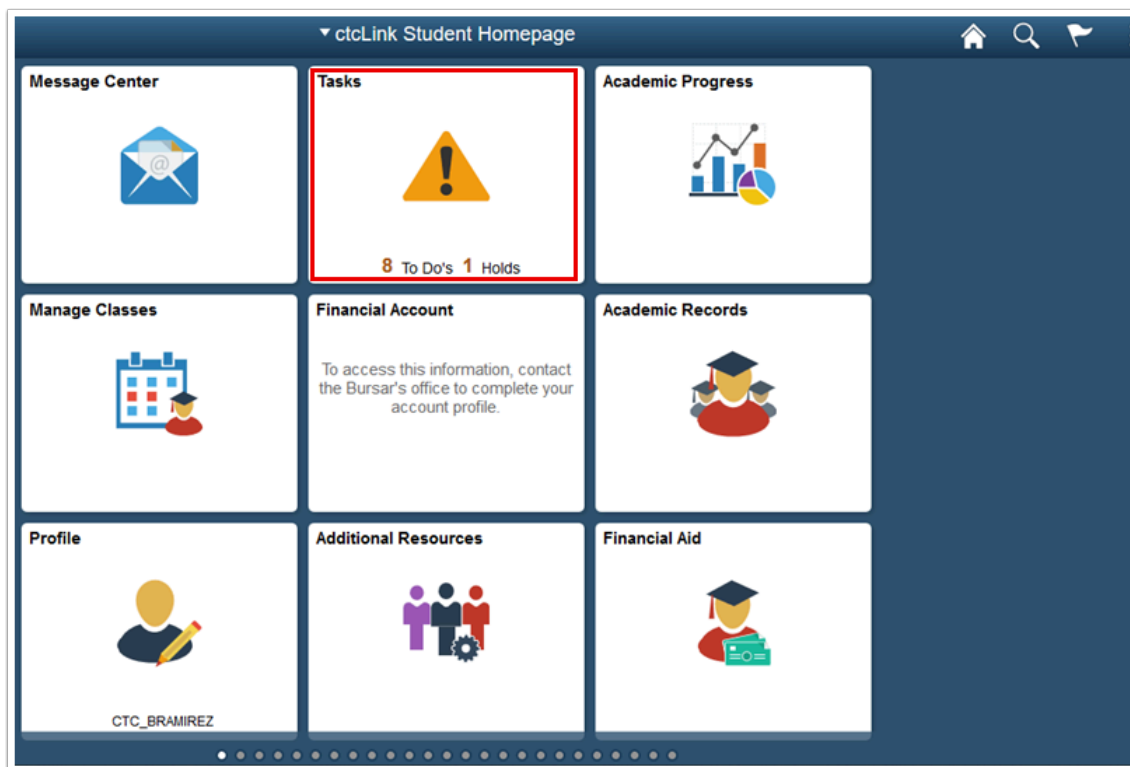 ctcLink Student Homepage
Message Center
Tasks
Academic Progress
@
8 To Do's 1 Holds
Manage Classes
Financial Account
Academic Records
To access this information, contact
the Bursar's office to complete your
account profile.
Profile
Additional Resources
Financial Aid
CTC_BRAMIREZ